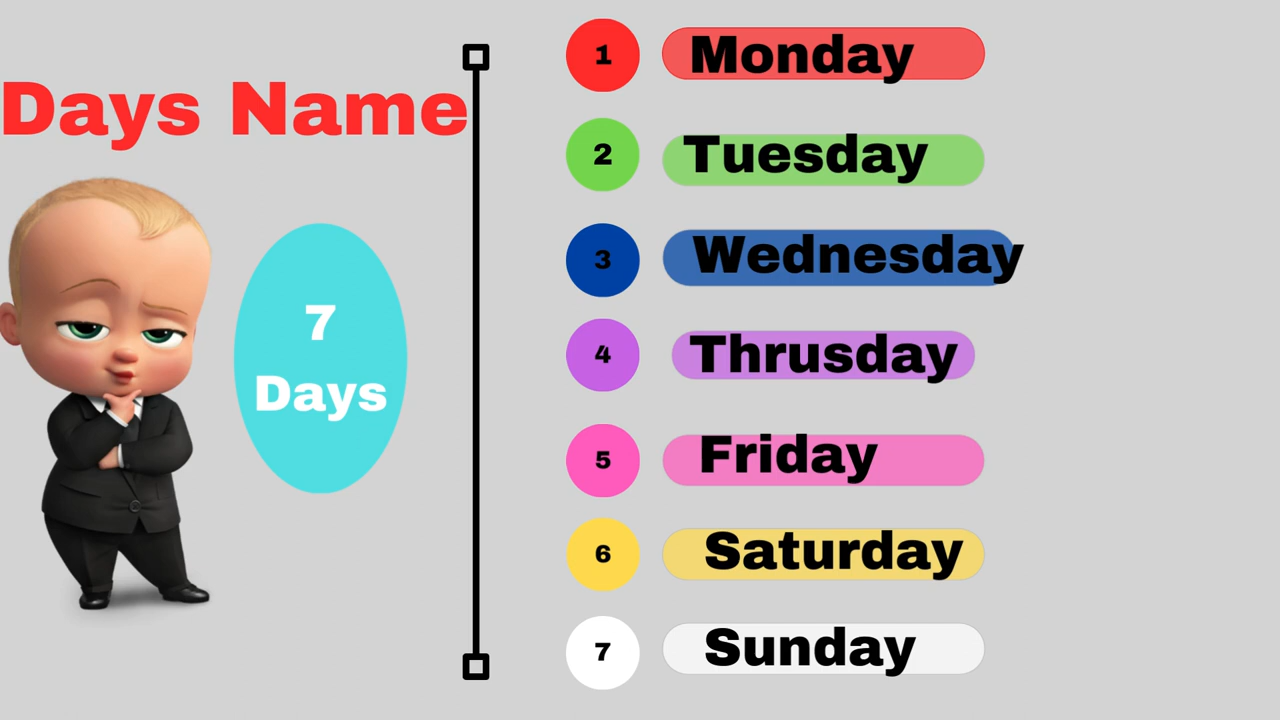 Days Name
7
Days
1 Monday
2 Tuesday
3 Wednesday
4 Thrusday
5 Friday
6 Saturday
7 Sunday